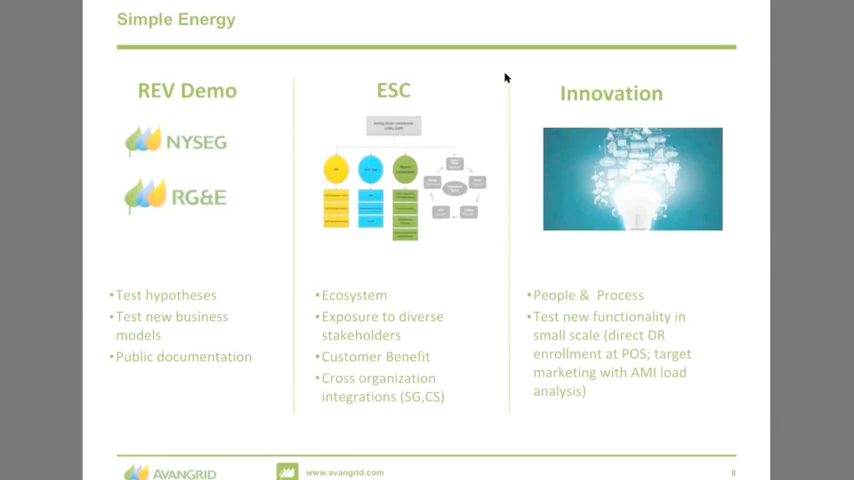 Simple Energy
REV Demo
NYSEG
RG&E
•Test hypotheses
•Test new business
models
•Public documentation
ESC
•Ecosystem
•Exposure to diverse
stakeholders
•Customer Benefit
•Cross organization
integrations (SG,CS)
Innovation
•People & Process
•Test new functionality in
small scale (direct DR
enrollment at POS; target
marketing with AMI load
analysis)
AVANGRID
www.avangrid.com
8